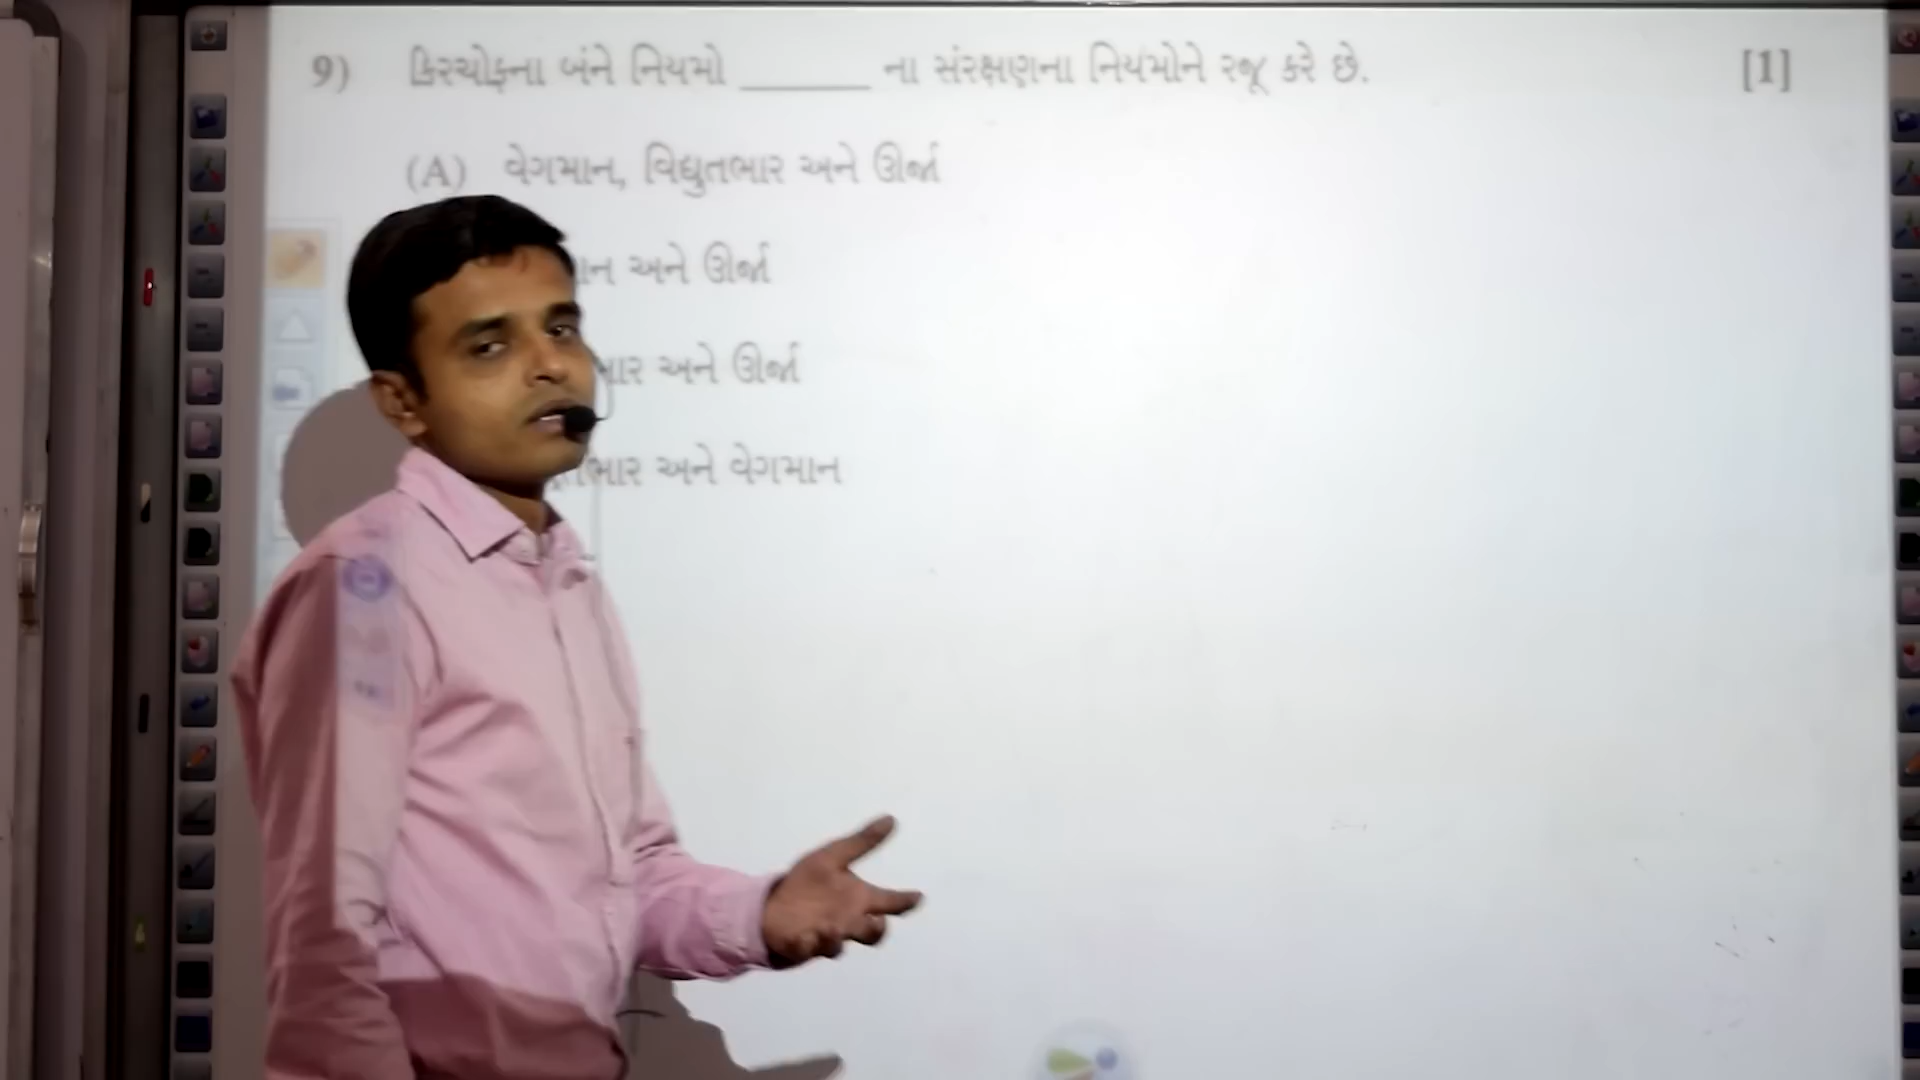 9) કિરચોફના બંને નિયમો ______ ના સંરક્ષણના નિયમોને રજૂ કરે છે. [1]
(A) વેગમાન, વિદ્યુતભાર અને ઊર્જા
અને ઊર્જા
અને ઊર્જા
અને વેગમાન